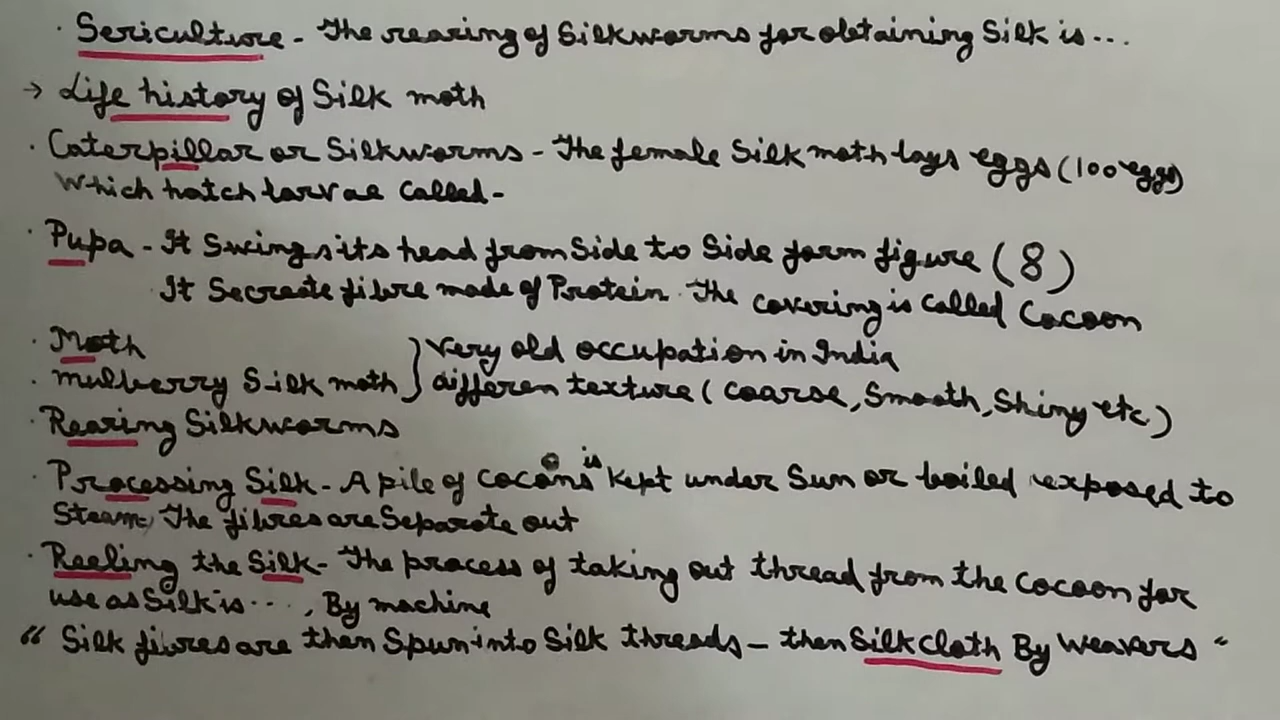 · Sericulture - The rearing of Silkworms for obtaining Silk is...
→ Life history of Silk moth
· Caterpillar or Silkworms - The female Silk moth lays eggs (100 eggs)
Which hatch larvae Called-
· Pupa - It Swings its head from Side to Side form figure (8)
It Secreate fibre made of Protein. The covering is Called Cocoon
· Moth } Very old occupation in India
· mulberry Silk moth } differen texture (Coarse, Smooth, Shiny etc)
· Rearing Silkworms
· Processing Silk - A pile of Cocoons is kept under Sun or boiled exposed to
Steam, The fibres are Separate out
· Reeling the Silk - The process of taking out thread from the Cocoon for
use as Silk is...., By machine
“ Silk fibres are then Spun into Silk threads - then Silk Cloth By Weavers “